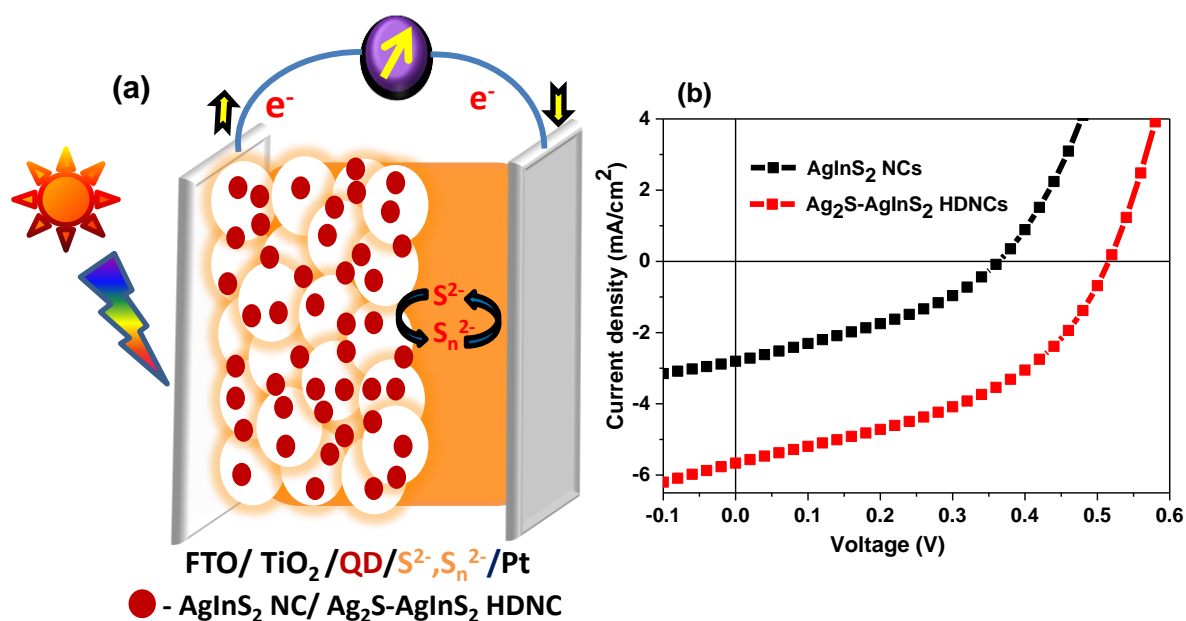 (a)
e⁻
e⁻
S²⁻
Sₙ²⁻
FTO/ TiO₂ /QD/S²⁻,Sₙ²⁻/Pt
- AgInS₂ NC/ Ag₂S-AgInS₂ HDNC
(b)
AgInS₂ NCs
Ag₂S-AgInS₂ HDNCs
Current density (mA/cm²)
4
2
0
-2
-4
-6
-0.1 0.0 0.1 0.2 0.3 0.4 0.5 0.6
Voltage (V)